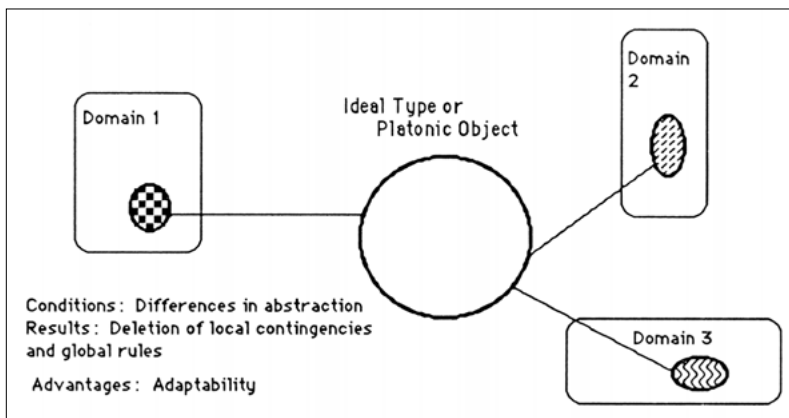 Domain 1
Ideal Type or
Platonic Object
Domain
2
Conditions: Differences in abstraction
Results: Deletion of local contingencies
and global rules
Advantages: Adaptability
Domain 3